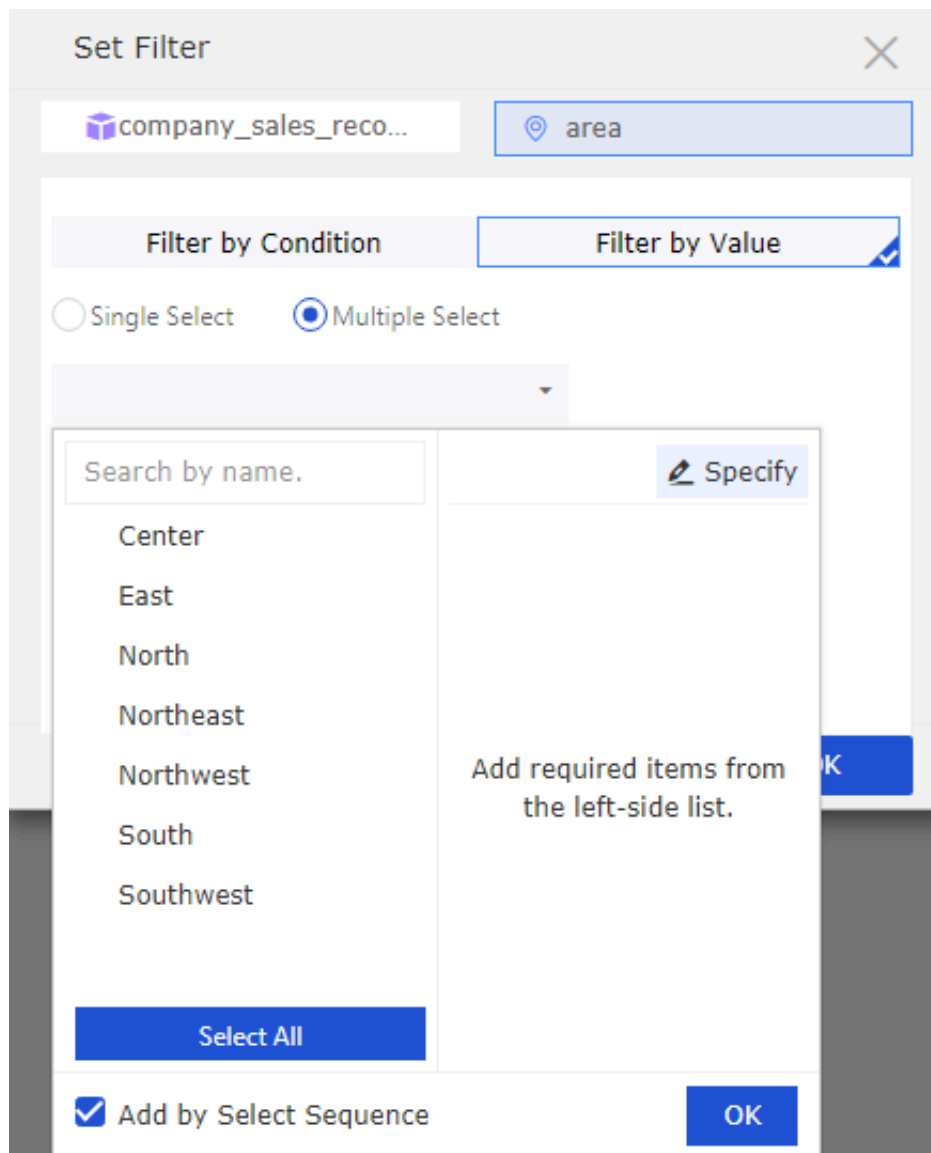 Set Filter
company_sales_reco...
area
Filter by Condition
Filter by Value
Single Select
Multiple Select
Search by name.
Specify
Center
East
North
Northeast
Northwest
South
Southwest
Add required items from
the left-side list.
K
Select All
Add by Select Sequence
OK